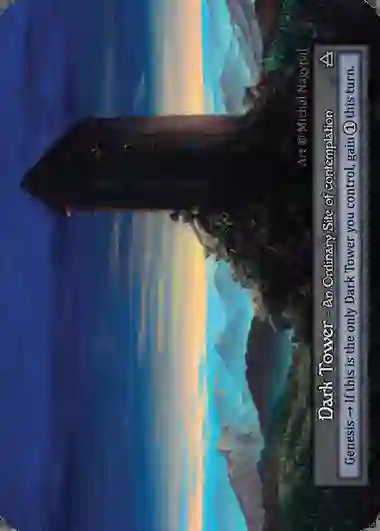 Art @ Michal Nagypál
Dark Tower – An Ordinary Site of contemplation
Genesis → If this is the only Dark Tower you control, gain ① this turn.